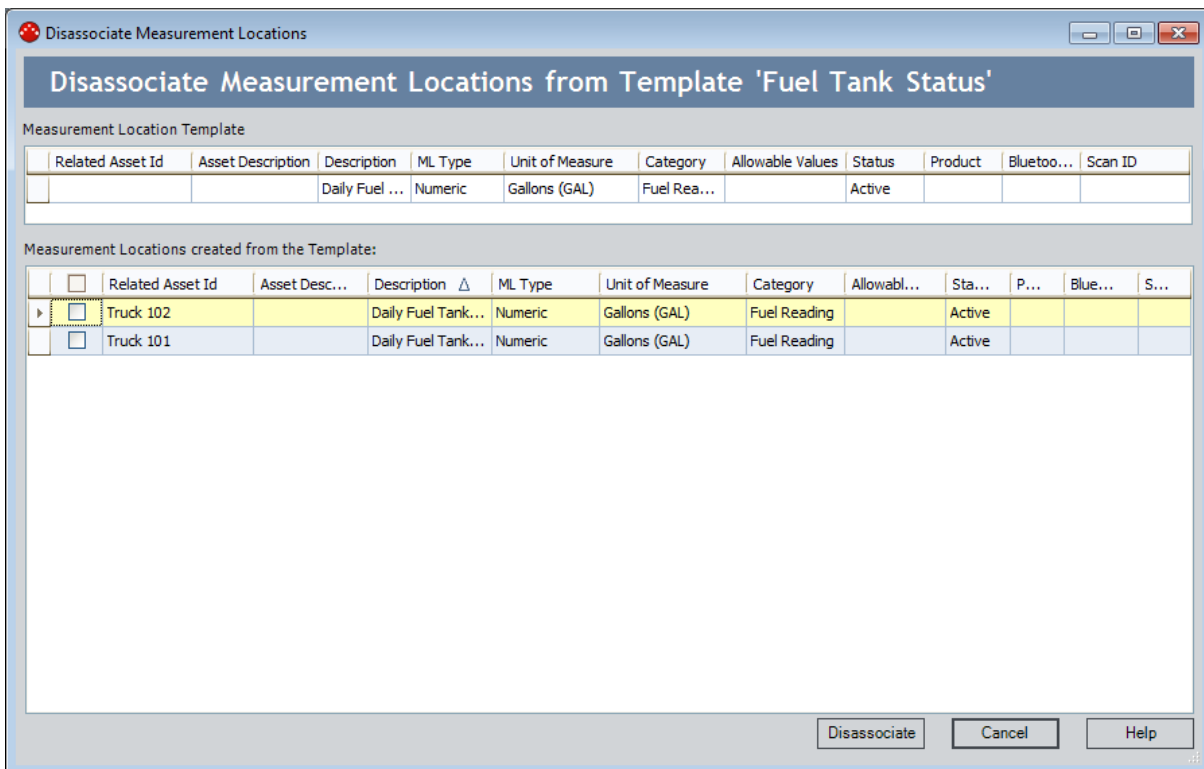 Disassociate Measurement Locations
Disassociate Measurement Locations from Template 'Fuel Tank Status'
Measurement Location Template
Related Asset Id Asset Description Description ML Type Unit of Measure Category Allowable Values Status Product Bluetoo... Scan ID
Daily Fuel ... Numeric Gallons (GAL) Fuel Rea... Active
Measurement Locations created from the Template:
Related Asset Id Asset Desc... Description ML Type Unit of Measure Category Allowabl... Sta... P... Blue... S...
Truck 102 Daily Fuel Tank... Numeric Gallons (GAL) Fuel Reading Active
Truck 101 Daily Fuel Tank... Numeric Gallons (GAL) Fuel Reading Active
Disassociate Cancel Help